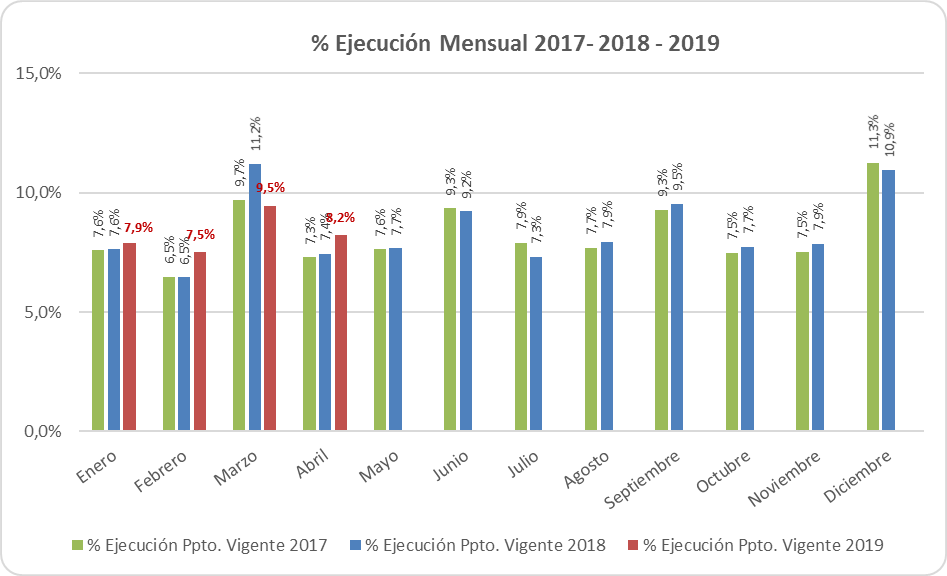 % Ejecución Mensual 2017- 2018 - 2019
15,0%
10,0%
5,0%
0,0%
7,6%
7,6%
7,9%
6,5%
6,5%
7,5%
9,7%
11,2%
9,5%
7,3%
7,4%
8,2%
7,6%
7,7%
9,3%
9,2%
7,9%
7,3%
7,7%
7,9%
9,3%
9,5%
7,5%
7,7%
7,5%
7,9%
11,3%
10,9%
Enero
Febrero
Marzo
Abril
Mayo
Junio
Julio
Agosto
Septiembre
Octubre
Noviembre
Diciembre
% Ejecución Ppto. Vigente 2017
% Ejecución Ppto. Vigente 2018
% Ejecución Ppto. Vigente 2019